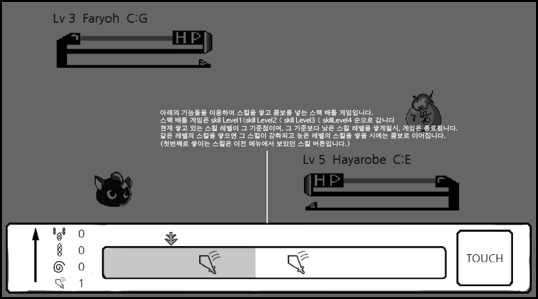 Lv 3 Faryoh C:G
HP
아래의 기능들을 이용하여 스킬을 쌓고 콤보를 넣는 스택 배틀 게임입니다.
스택 배틀 게임은 skill Level1〈skill Level2 〈 skill Level3 〈 skillLevel4 순으로 갑니다
현재 쌓고 있는 스킬 레벨이 그 기준점이며, 그 기준보다 낮은 스킬 레벨을 쌓게될시, 게임은 종료됩니다.
같은 레벨의 스킬을 쌓으면 그 스킬이 강화되고 높은 레벨의 스킬을 쌓을 시에는 콤보로 이어집니다.
(첫번째로 쌓이는 스킬은 이전 메뉴에서 보았던 스킬 버튼입니다.)
Lv 5 Hayarobe C:E
HP
0
0
0
1
TOUCH